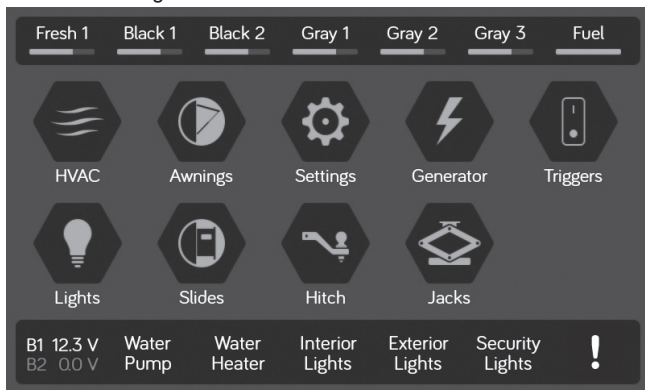 Fresh 1 Black 1 Black 2 Gray 1 Gray 2 Gray 3 Fuel
HVAC Awnings Settings Generator Triggers
Lights Slides Hitch Jacks
B1 12.3 V Water Water Interior Exterior Security !
B2 0.0 V Pump Heater Lights Lights Lights